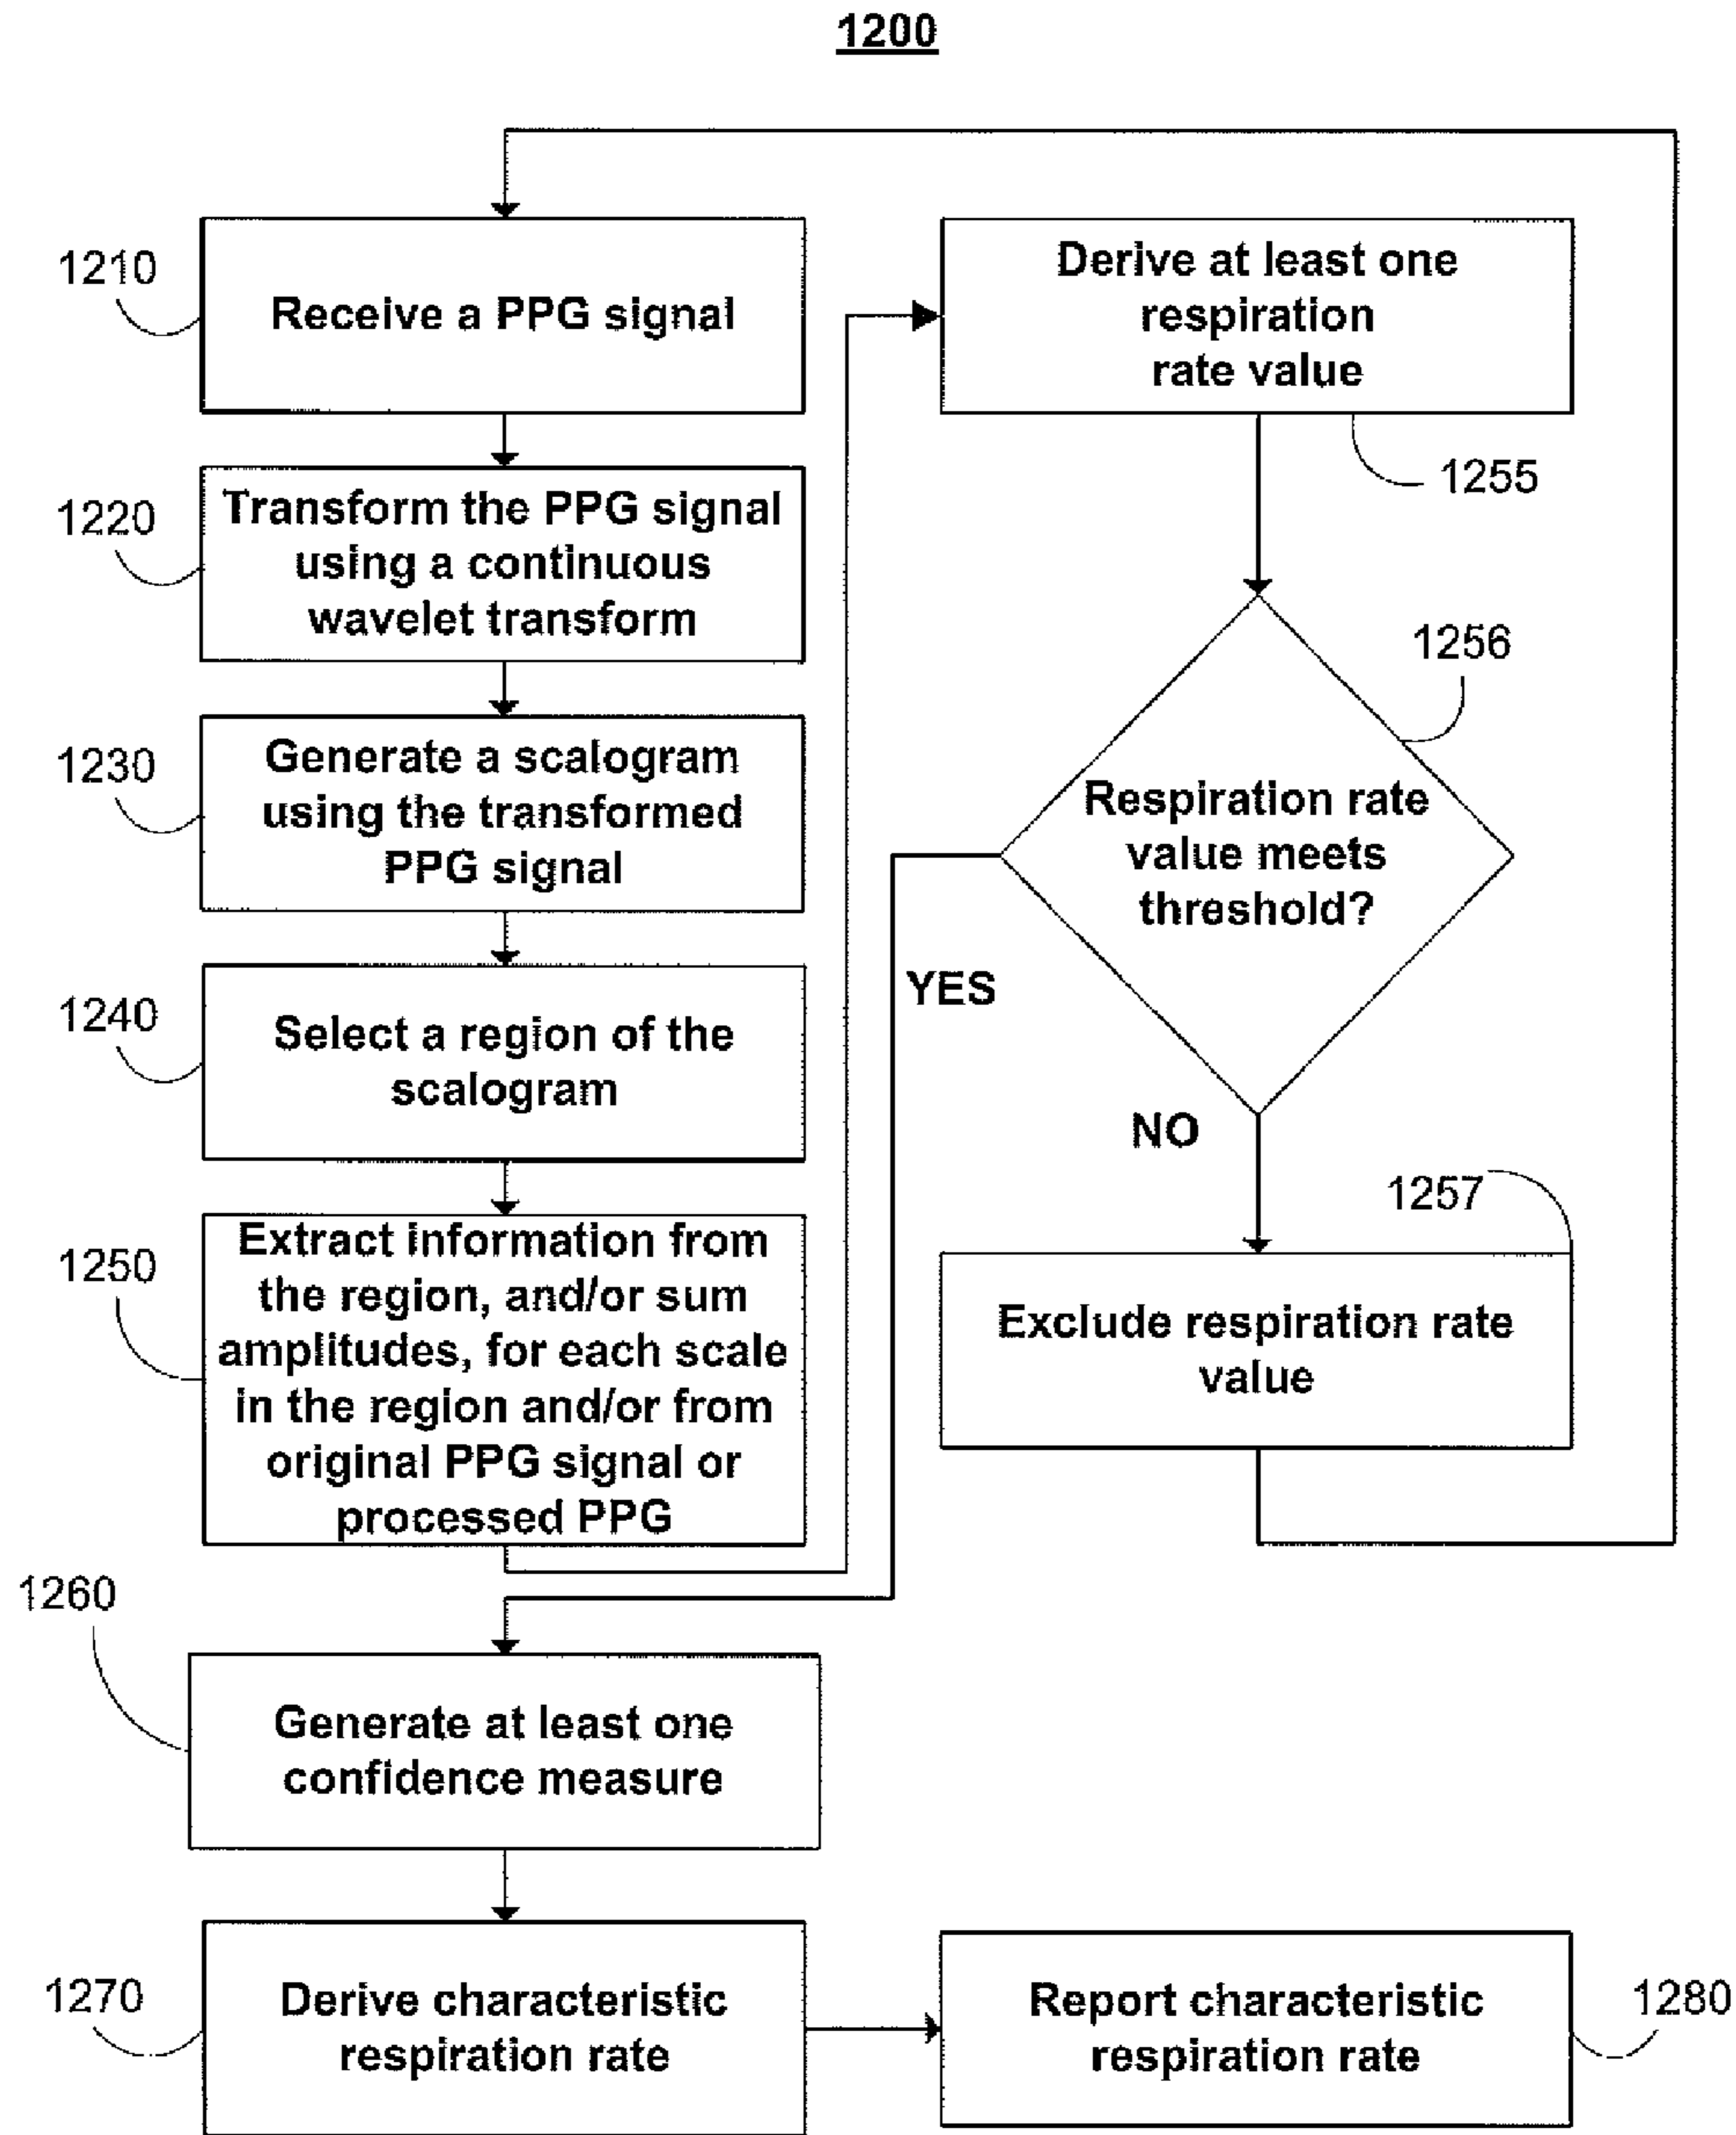 1200
1210
Receive a PPG signal
1220
Transform the PPG signal
using a continuous
wavelet transform
1230
Generate a scalogram
using the transformed
PPG signal
1240
Select a region of the
scalogram
1250
Extract information from
the region, and/or sum
amplitudes, for each scale
in the region and/or from
original PPG signal or
processed PPG
Derive at least one
respiration
rate value
1255
1256
Respiration rate
value meets
threshold?
YES
NO
1257
Exclude respiration rate
value
1260
Generate at least one
confidence measure
1270
Derive characteristic
respiration rate
Report characteristic
respiration rate
1280